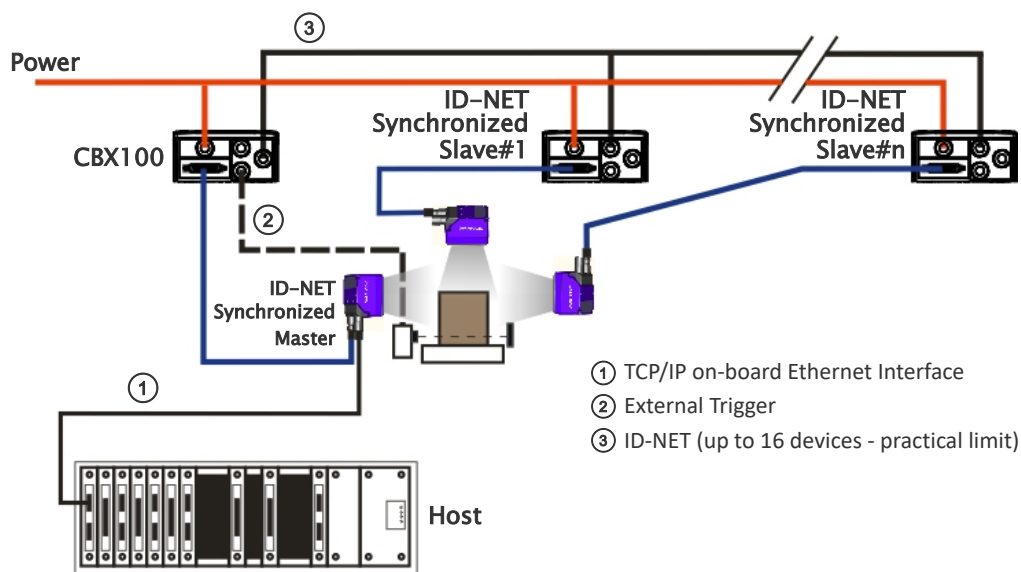 ③
Power
CBX100
ID-NET
Synchronized
Slave#1
ID-NET
Synchronized
Slave#n
②
ID-NET
Synchronized
Master
①
① TCP/IP on-board Ethernet Interface
② External Trigger
③ ID-NET (up to 16 devices - practical limit)
Host